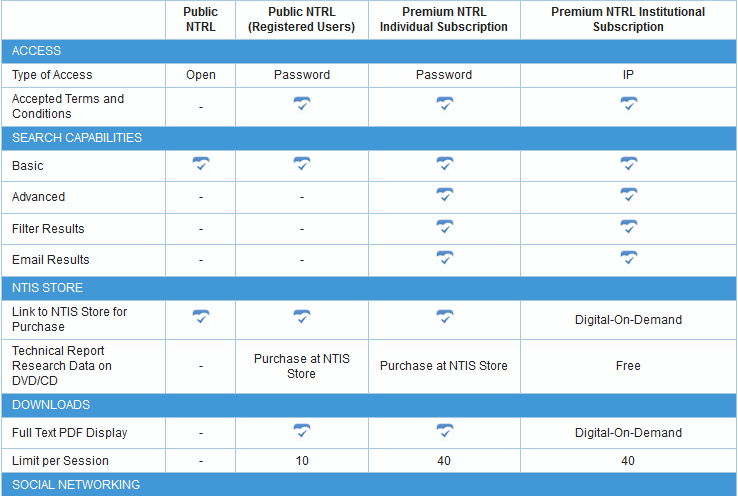 Public NTRL Public NTRL (Registered Users) Premium NTRL Individual Subscription Premium NTRL Institutional Subscription
ACCESS
Type of Access Open Password Password IP
Accepted Terms and Conditions -
SEARCH CAPABILITIES
Basic
Advanced - -
Filter Results - -
Email Results - -
NTIS STORE
Link to NTIS Store for Purchase Digital-On-Demand
Technical Report Research Data on DVD/CD - Purchase at NTIS Store Purchase at NTIS Store Free
DOWNLOADS
Full Text PDF Display - Digital-On-Demand
Limit per Session - 10 40 40
SOCIAL NETWORKING